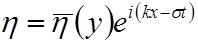 η = η̅(y)e^{i(kx−σt)}